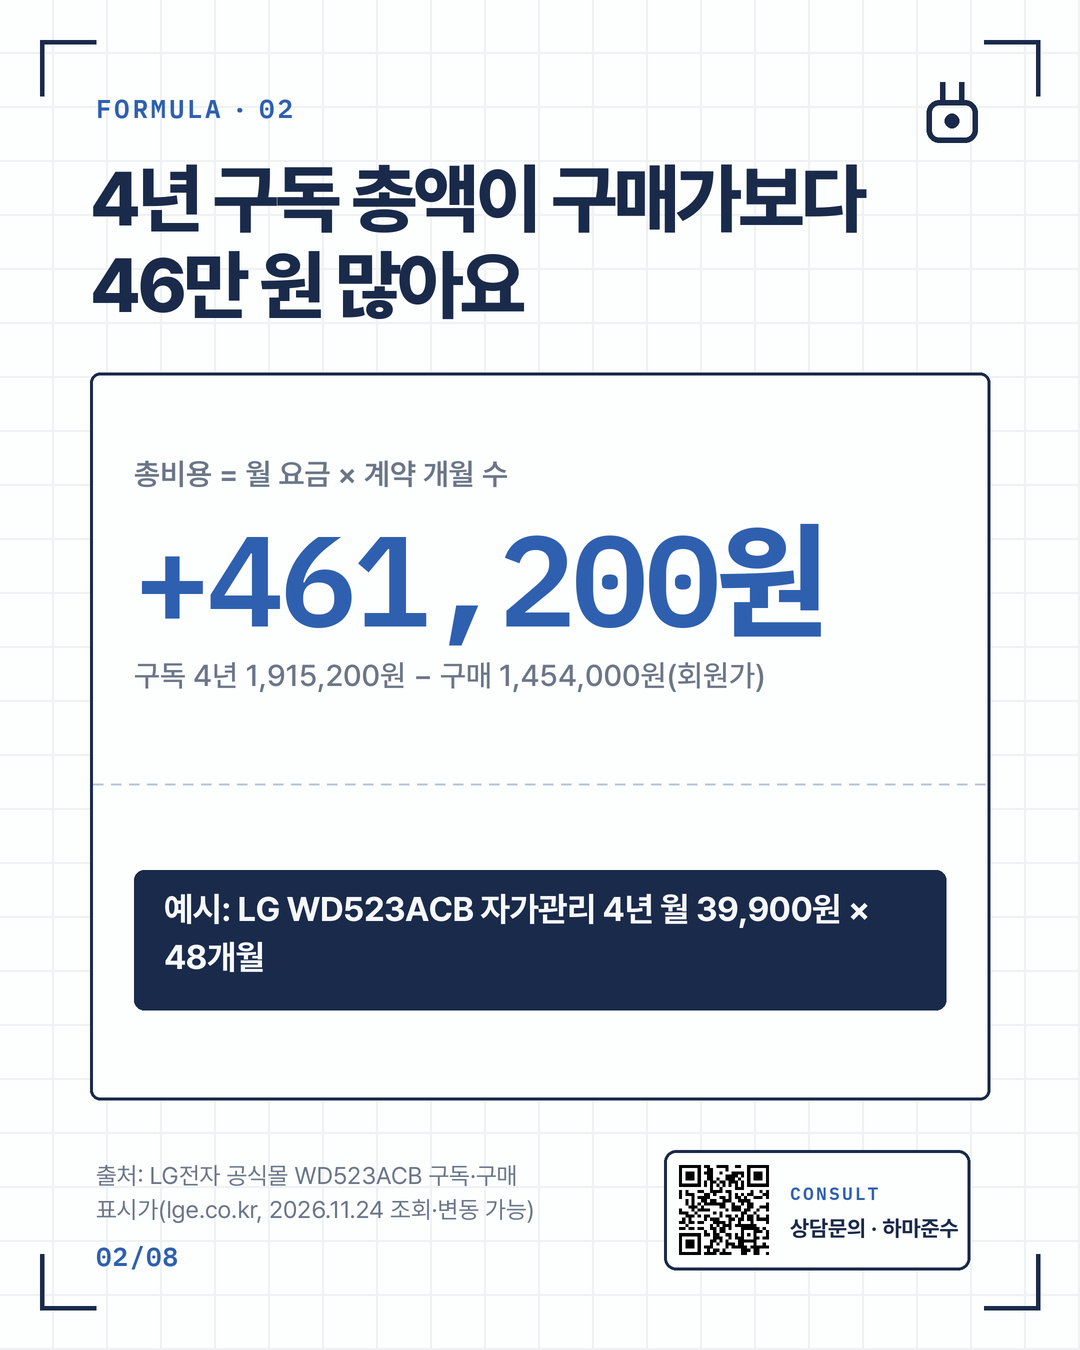 FORMULA · 02
4년 구독 총액이 구매가보다
46만 원 많아요
총비용 = 월 요금 × 계약 개월 수
+461,200원
구독 4년 1,915,200원 − 구매 1,454,000원(회원가)
예시: LG WD523ACB 자가관리 4년 월 39,900원 ×
48개월
출처: LG전자 공식몰 WD523ACB 구독·구매
표시가(lge.co.kr, 2026.11.24 조회·변동 가능)
02/08
CONSULT
상담문의 · 하마준수